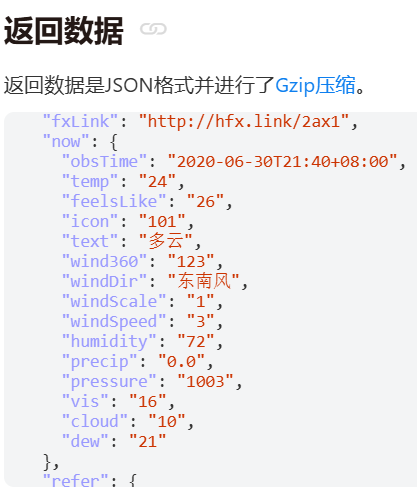 返回数据
返回数据是JSON格式并进行了Gzip压缩。
"fxLink": "http://hfx.link/2ax1",
"now": {
"obsTime": "2020-06-30T21:40+08:00",
"temp": "24",
"feelsLike": "26",
"icon": "101",
"text": "多云",
"wind360": "123",
"windDir": "东南风",
"windScale": "1",
"windSpeed": "3",
"humidity": "72",
"precip": "0.0",
"pressure": "1003",
"vis": "16",
"cloud": "10",
"dew": "21"
},
"refer": {